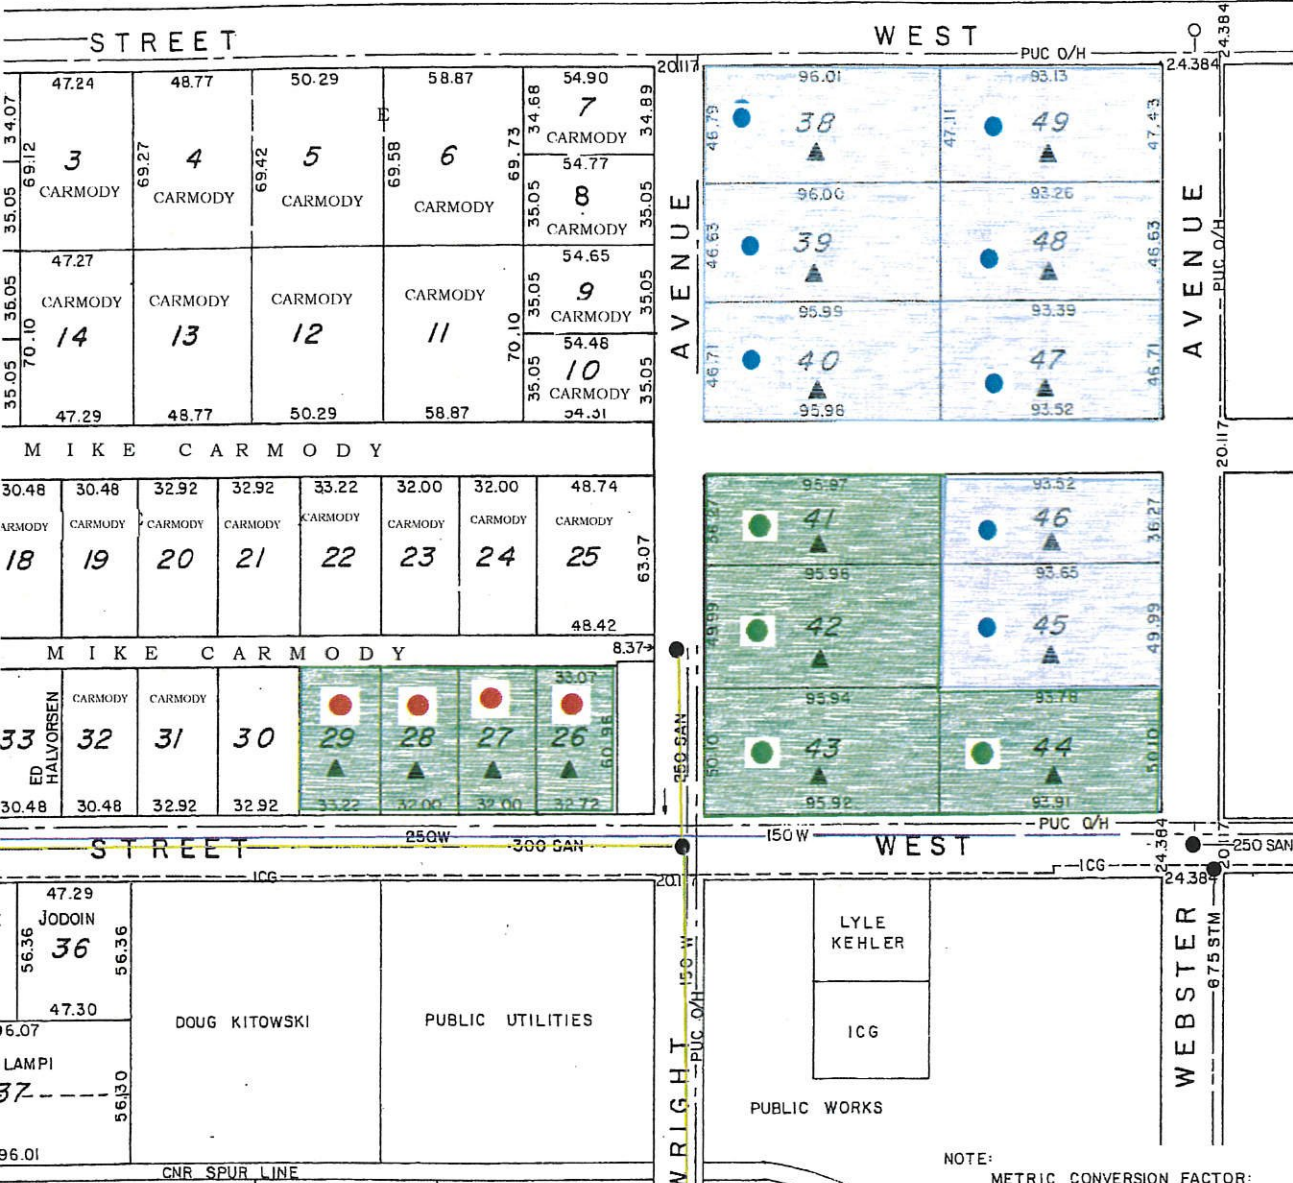 STREET
WEST
PUC O/H
24.384
24.384
20.117
47.24
48.77
50.29
58.87
54.90
96.01
93.13
34.07
69.12
3
CARMODY
69.27
4
CARMODY
69.42
5
CARMODY
E
69.58
6
CARMODY
69.73
34.68
7
34.89
CARMODY
54.77
35.05
35.05
8
35.05
CARMODY
46.79
38
47.11
49
47.43
96.00
93.26
46.63
39
48
46.63
95.99
93.39
46.71
40
47
46.71
95.98
93.52
AVENUE
AVENUE
PUC O/H
47.27
54.65
36.05
CARMODY
CARMODY
CARMODY
CARMODY
35.05
9
35.05
CARMODY
70.10
14
13
12
11
70.10
54.48
35.05
35.05
10
35.05
CARMODY
47.29
48.77
50.29
58.87
54.31
MIKE CARMODY
20.117
30.48
30.48
32.92
32.92
33.22
32.00
32.00
48.74
ARMODY
CARMODY
CARMODY
CARMODY
CARMODY
CARMODY
CARMODY
CARMODY
18
19
20
21
22
23
24
25
63.07
48.42
95.97
93.52
36.27
41
46
36.27
95.96
93.65
49.99
42
45
49.99
95.94
93.78
50.10
43
44
50.10
95.92
93.91
MIKE CARMODY
8.37
33
ED HALVORSEN
CARMODY
32
CARMODY
31
30
29
28
27
33.07
26
60.96
250 SAN
30.48
30.48
32.92
32.92
33.22
32.00
32.00
32.72
PUC O/H
STREET
250W
300 SAN
150W
WEST
24.384
20.117
250 SAN
ICG
20.117
ICG
24.384
47.29
JODOIN
56.36
36
56.36
47.30
96.07
LAMPI
37
56.30
96.01
DOUG KITOWSKI
PUBLIC UTILITIES
150 W
PUC O/H
WRIGHT
LYLE
KEHLER
ICG
PUBLIC WORKS
WEBSTER
675 STM
CNR SPUR LINE
NOTE:
METRIC CONVERSION FACTOR: